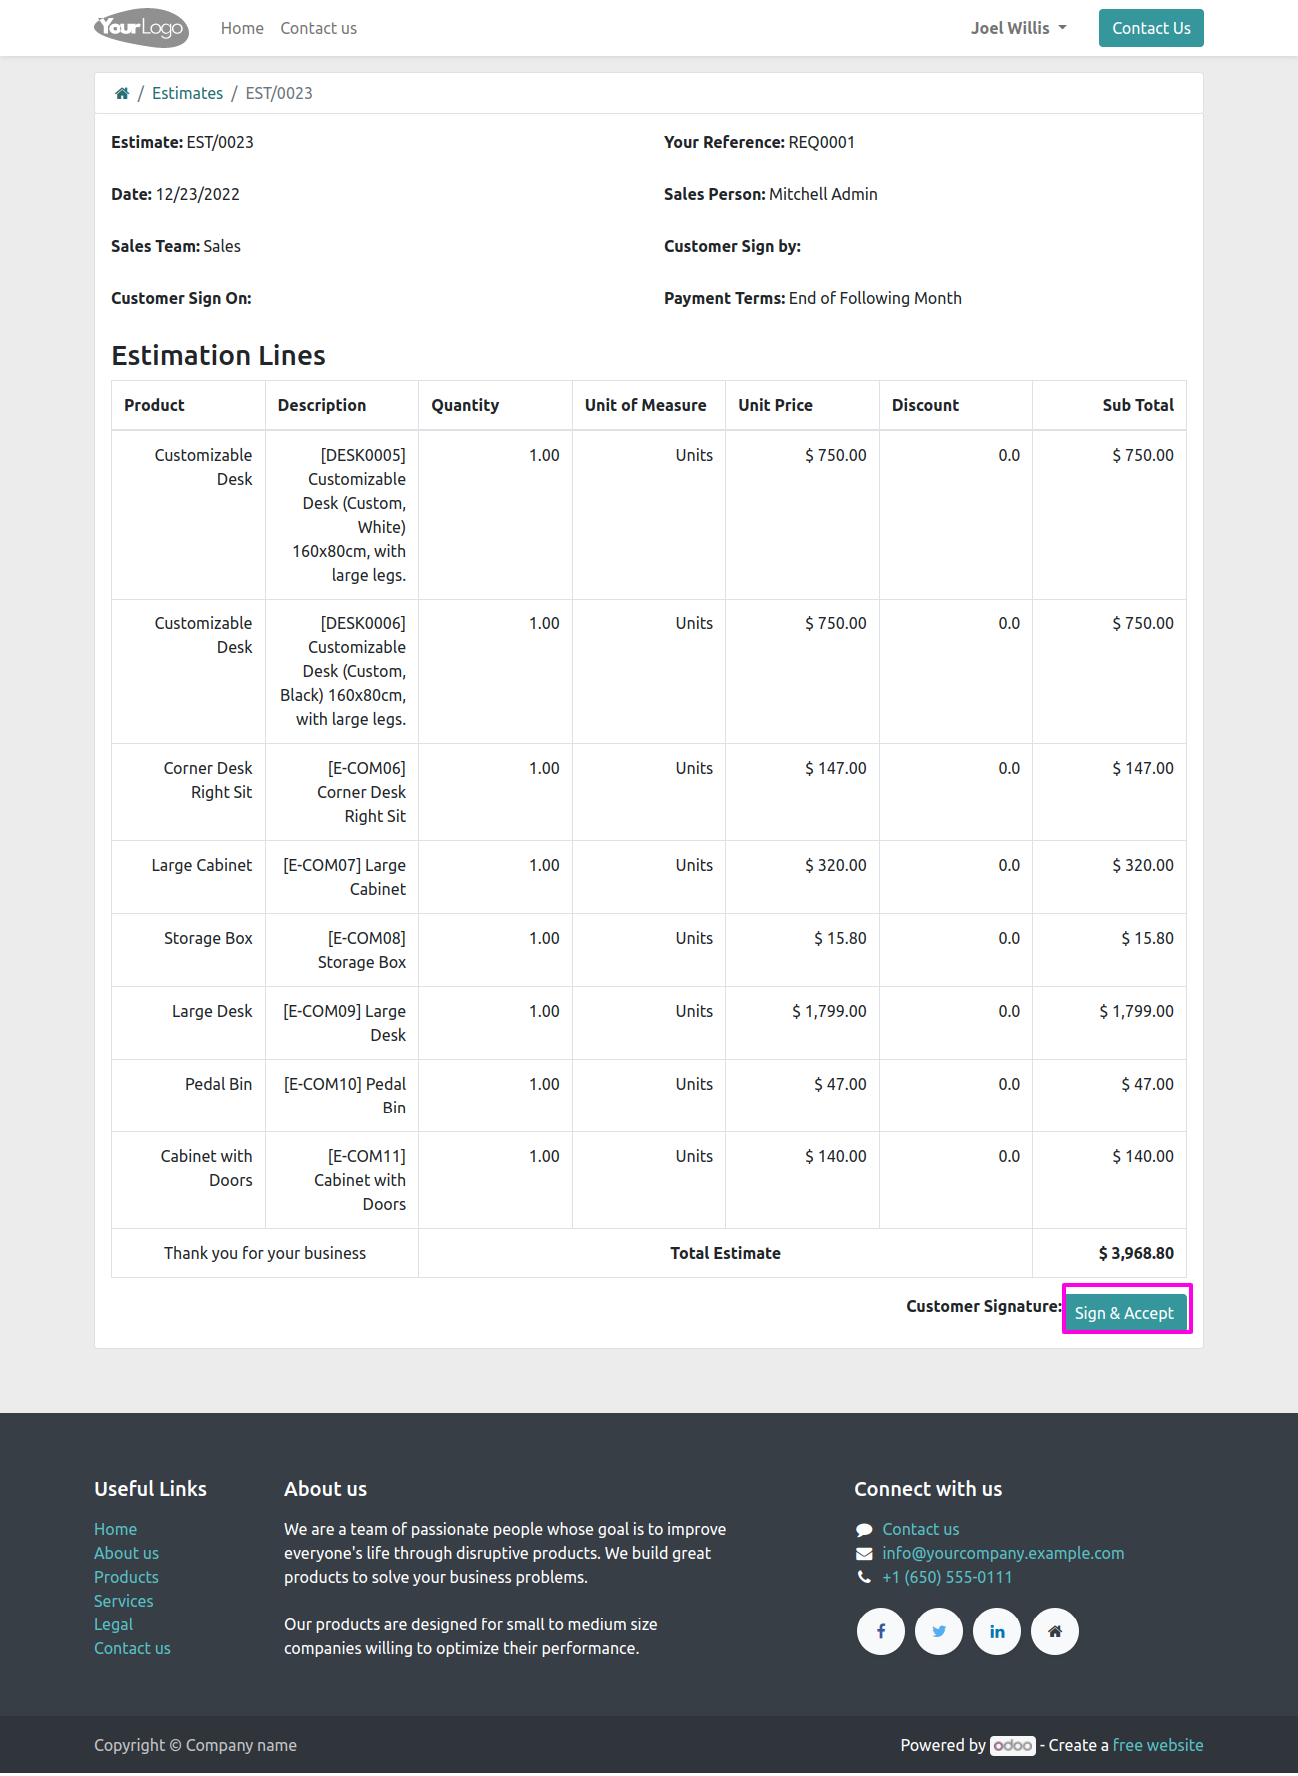 YourLogo Home Contact us Joel Willis Contact Us
/ Estimates / EST/0023
Estimate: EST/0023 Your Reference: REQ0001
Date: 12/23/2022 Sales Person: Mitchell Admin
Sales Team: Sales Customer Sign by:
Customer Sign On: Payment Terms: End of Following Month
Estimation Lines
Product Description Quantity Unit of Measure Unit Price Discount Sub Total
Customizable [DESK0005] 1.00 Units $ 750.00 0.0 $ 750.00
Desk Customizable
Desk (Custom,
White)
160x80cm, with
large legs.
Customizable [DESK0006] 1.00 Units $ 750.00 0.0 $ 750.00
Desk Customizable
Desk (Custom,
Black) 160x80cm,
with large legs.
Corner Desk [E-COM06] 1.00 Units $ 147.00 0.0 $ 147.00
Right Sit Corner Desk
Right Sit
Large Cabinet [E-COM07] Large 1.00 Units $ 320.00 0.0 $ 320.00
Cabinet
Storage Box [E-COM08] 1.00 Units $ 15.80 0.0 $ 15.80
Storage Box
Large Desk [E-COM09] Large 1.00 Units $ 1,799.00 0.0 $ 1,799.00
Desk
Pedal Bin [E-COM10] Pedal 1.00 Units $ 47.00 0.0 $ 47.00
Bin
Cabinet with [E-COM11] 1.00 Units $ 140.00 0.0 $ 140.00
Doors Cabinet with
Doors
Thank you for your business Total Estimate $ 3,968.80
Customer Signature: Sign & Accept
Useful Links
Home
About us
Products
Services
Legal
Contact us
About us
We are a team of passionate people whose goal is to improve
everyone's life through disruptive products. We build great
products to solve your business problems.
Our products are designed for small to medium size
companies willing to optimize their performance.
Connect with us
Contact us
info@yourcompany.example.com
+1 (650) 555-0111
Copyright © Company name Powered by odoo - Create a free website